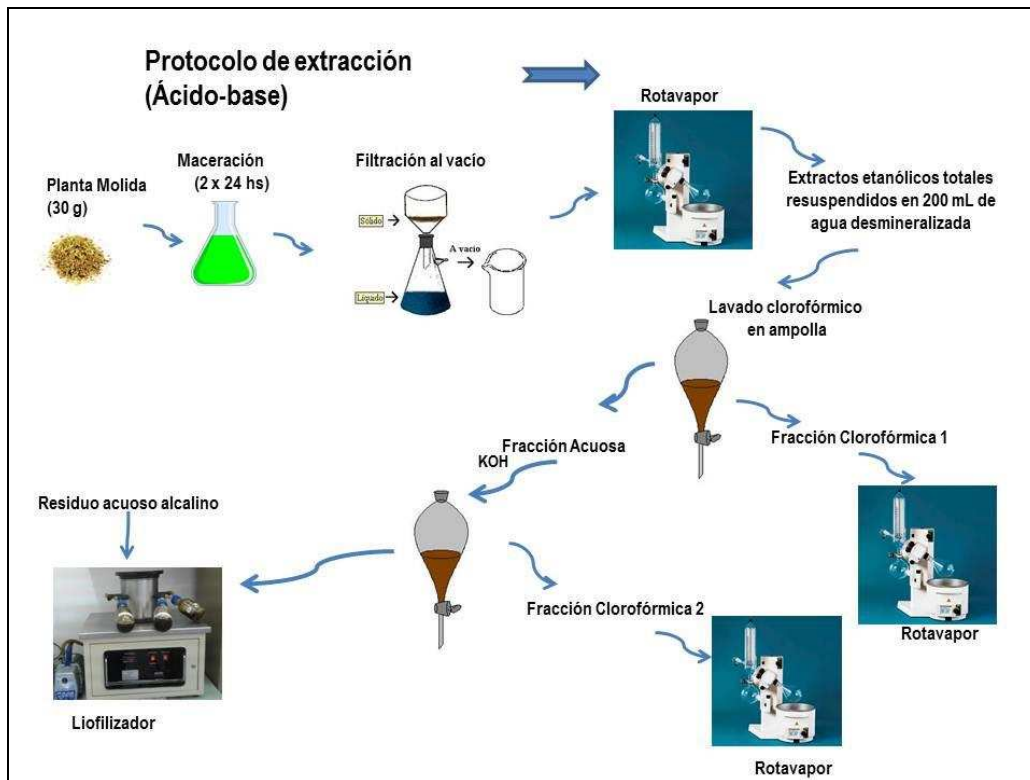 Protocolo de extracción
(Ácido-base)
Rotavapor
Maceración
(2 x 24 hs)
Filtración al vacío
Planta Molida
(30 g)
Sólido
A vacío
Líquido
Extractos etanólicos totales
resuspendidos en 200 mL de
agua desmineralizada
Lavado clorofórmico
en ampolla
Fracción Clorofórmica 1
Fracción Acuosa
KOH
Residuo acuoso alcalino
Fracción Clorofórmica 2
Rotavapor
Liofilizador
Rotavapor